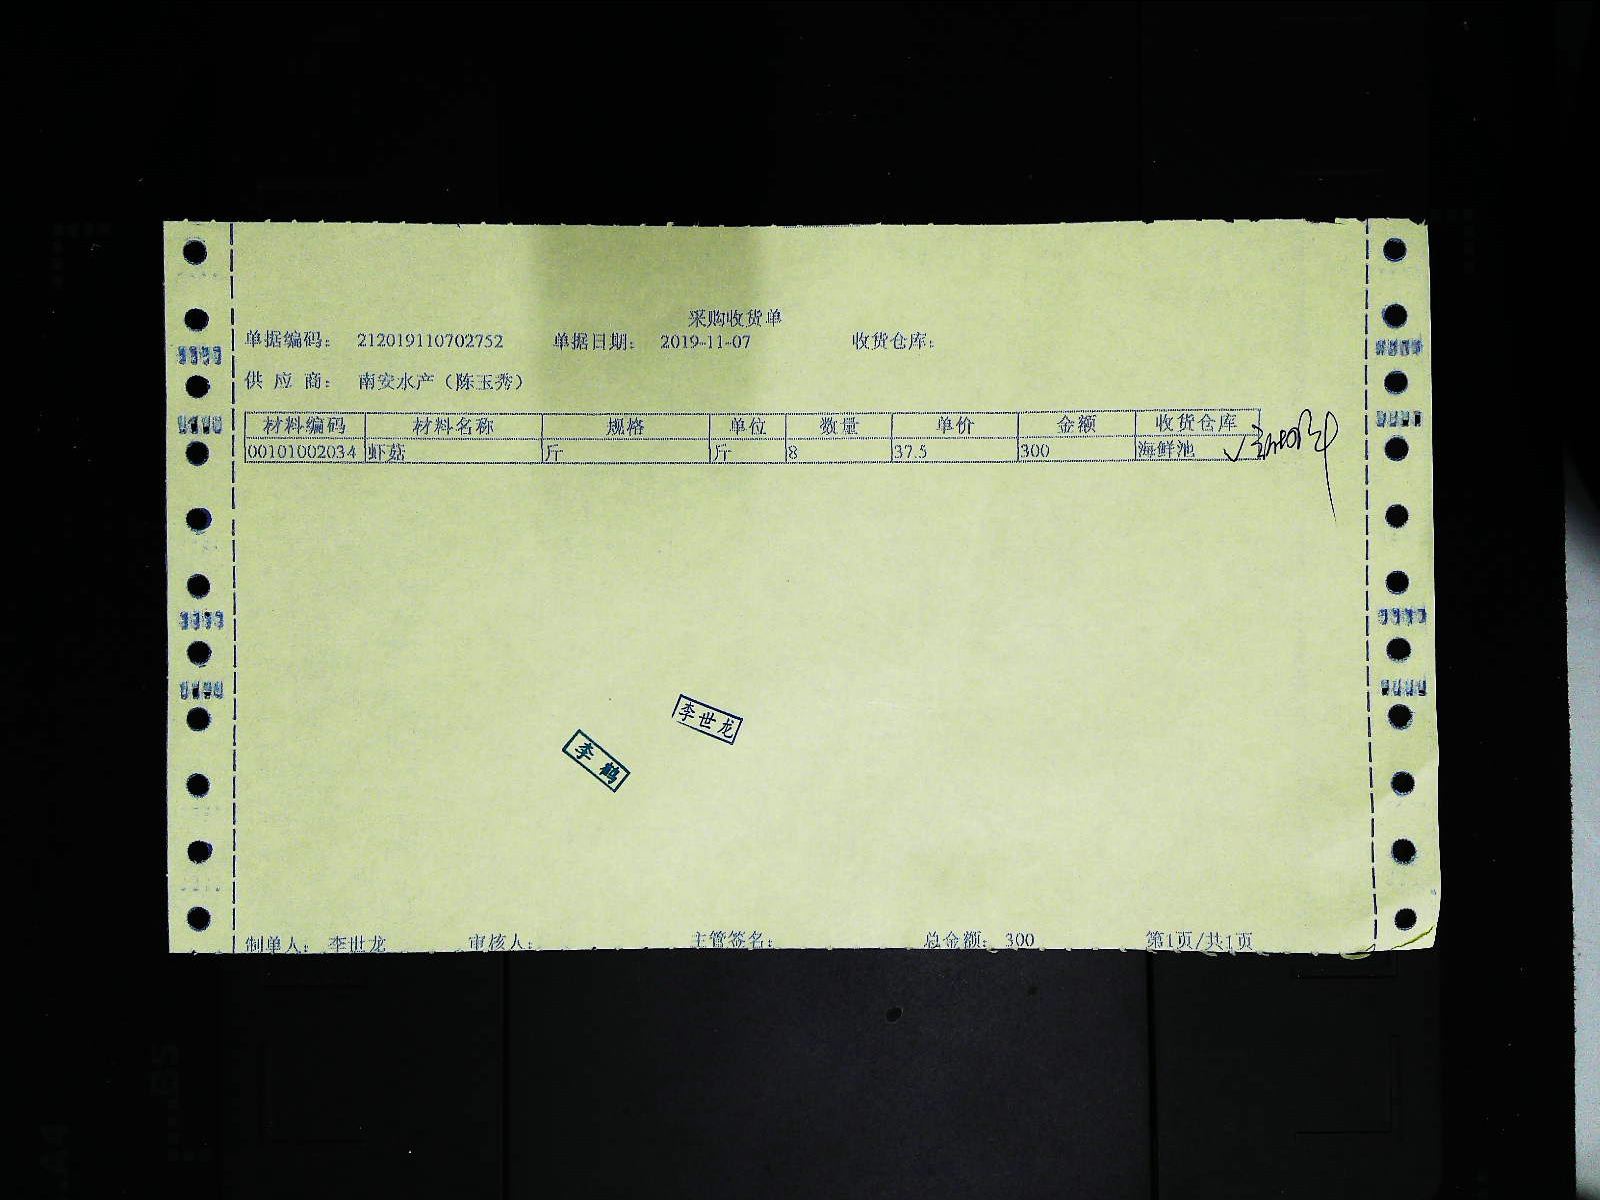 采购收货单
单据编码： 212019110702752 单据日期： 2019-11-07 收货仓库：
供 应 商： 南安水产（陈玉秀）
材料编码 材料名称 规格 单位 数量 单价 金额 收货仓库
00101002034 虾菇 斤 斤 8 37.5 300 海鲜池
李世龙
李鹤
制单人： 李世龙 审核人： 主管签名： 总金额： 300 第1页/共1页